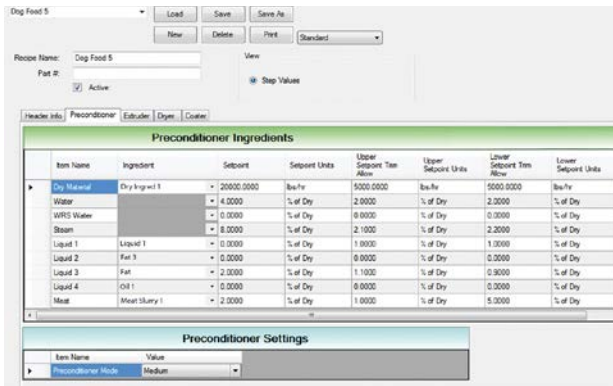 Dog Food 5 Load Save Save As
New Delete Print Standard
Recipe Name: Dog Food 5 View
Part #:
Active Step Values
Header Info Preconditioner Extruder Dryer Coater
Preconditioner Ingredients
Item Name Ingredient Setpoint Setpoint Units Upper Setpoint Trim Allow Upper Setpoint Units Lower Setpoint Trim Allow Lower Setpoint Units
Dry Material Dry Ingred 1 20000.0000 lbs/hr 5000.0000 lbs/hr 5000.0000 lbs/hr
Water 4.0000 % of Dry 2.0000 % of Dry 2.0000 % of Dry
WRS Water 0.0000 % of Dry 0.0000 % of Dry 0.0000 % of Dry
Steam 8.0000 % of Dry 2.1000 % of Dry 2.2000 % of Dry
Liquid 1 Liquid 1 0.0000 % of Dry 1.0000 % of Dry 1.0000 % of Dry
Liquid 2 Fat 3 0.0000 % of Dry 0.0000 % of Dry 0.0000 % of Dry
Liquid 3 Fat 2.0000 % of Dry 1.1000 % of Dry 0.9000 % of Dry
Liquid 4 Oil 1 0.0000 % of Dry 0.0000 % of Dry 0.0000 % of Dry
Meat Meat Slurry 1 2.0000 % of Dry 1.0000 % of Dry 5.0000 % of Dry
Preconditioner Settings
Item Name Value
Preconditioner Mode Medium